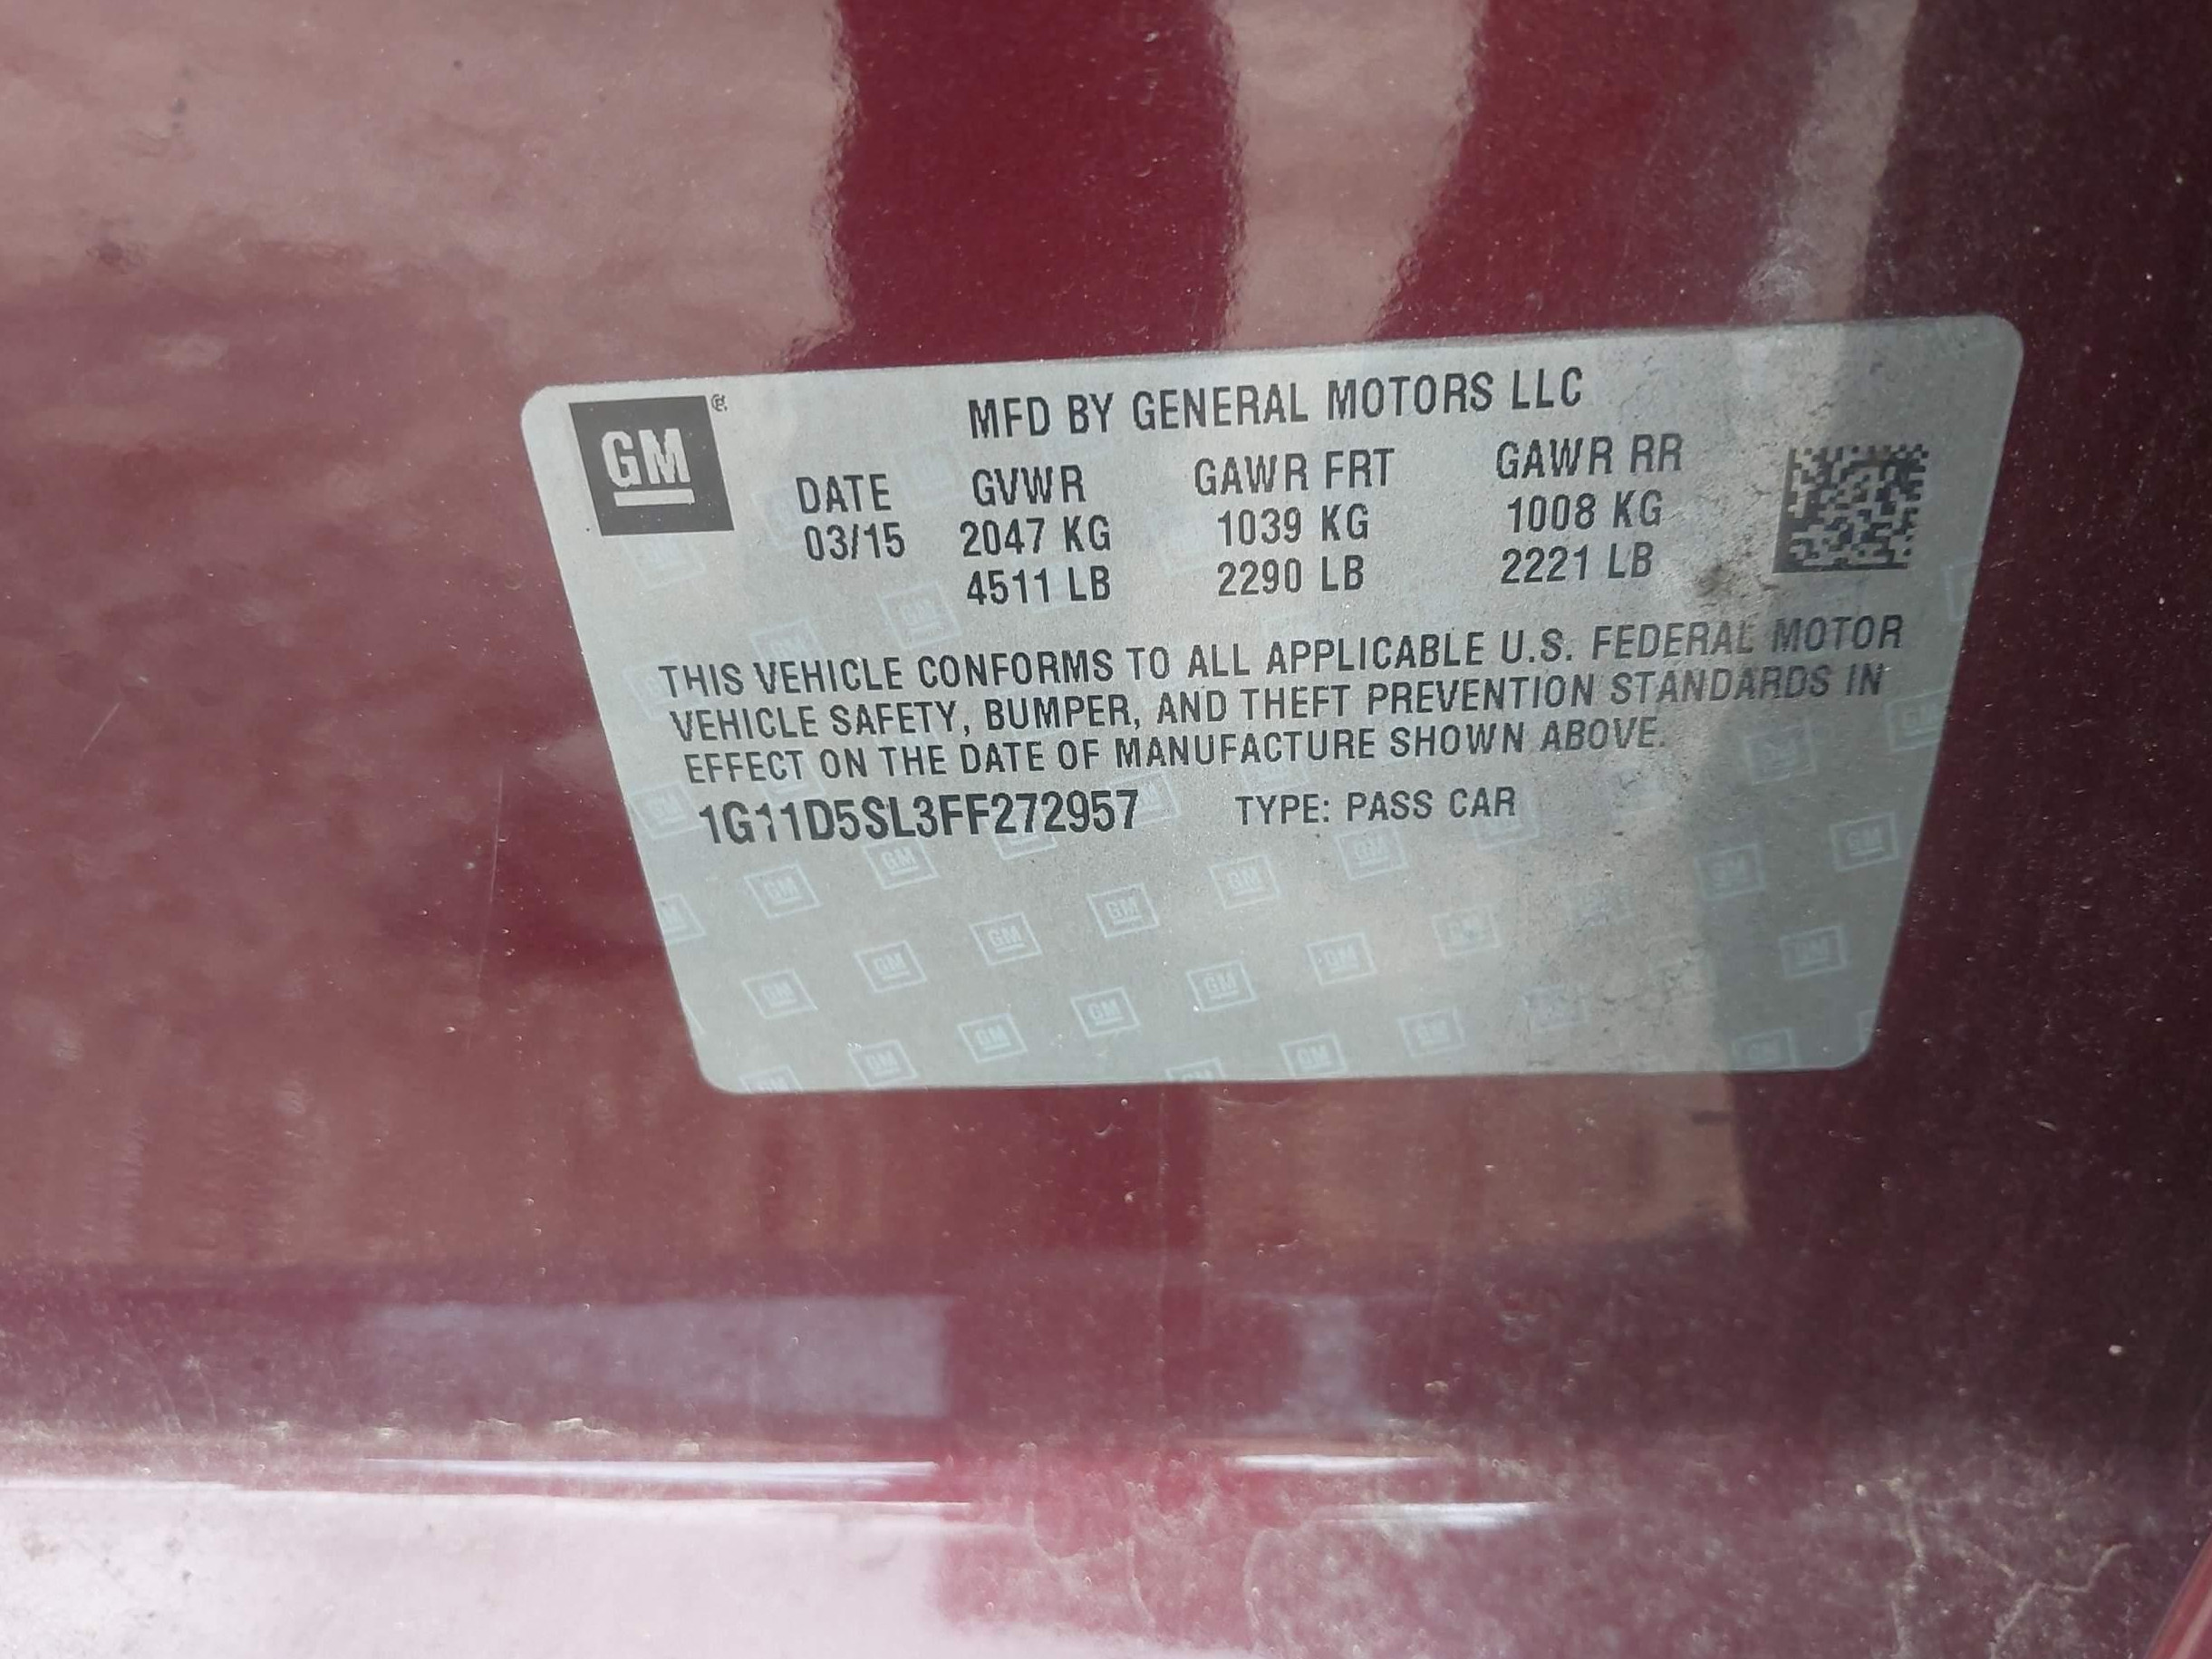 GM
MFD BY GENERAL MOTORS LLC
DATE GVWR GAWR FRT GAWR RR
03/15 2047 KG 1039 KG 1008 KG
4511 LB 2290 LB 2221 LB
THIS VEHICLE CONFORMS TO ALL APPLICABLE U.S. FEDERAL MOTOR
VEHICLE SAFETY, BUMPER, AND THEFT PREVENTION STANDARDS IN
EFFECT ON THE DATE OF MANUFACTURE SHOWN ABOVE.
1G11D5SL3FF272957 TYPE: PASS CAR